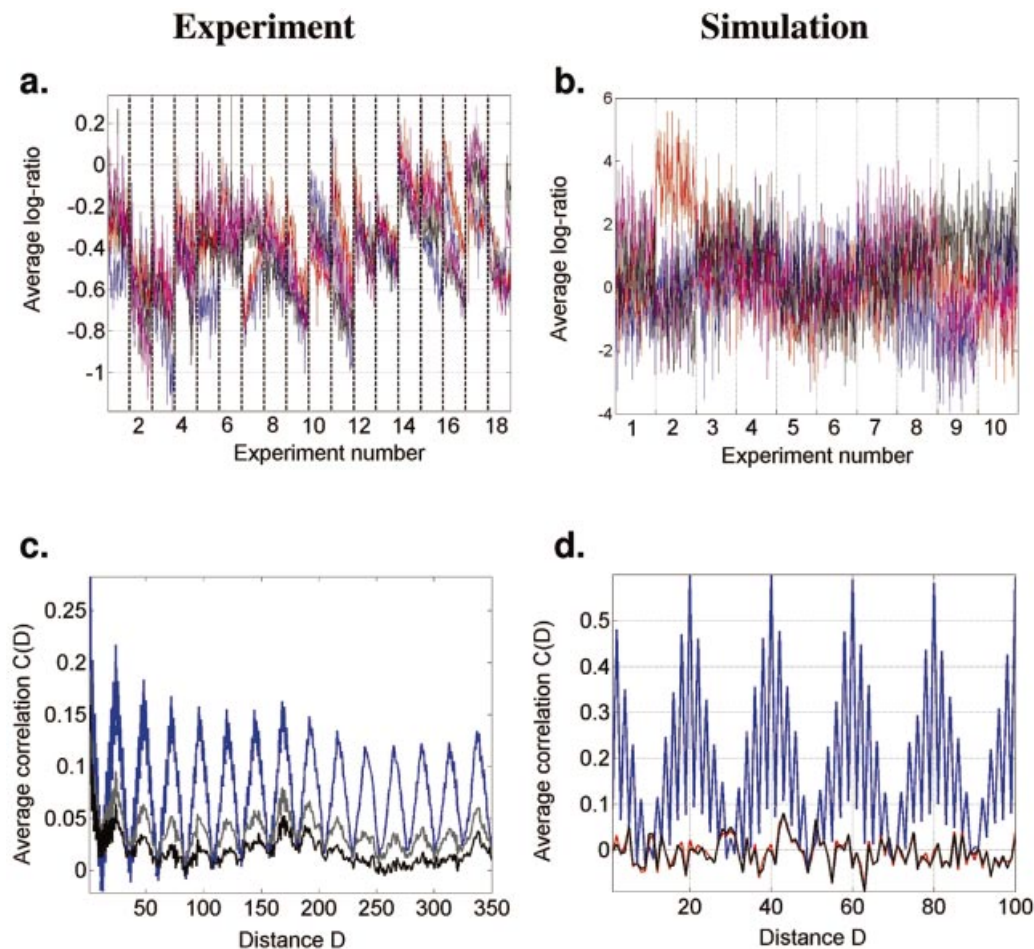 Experiment
Simulation
a.
b.
Average log-ratio
0.2
0
-0.2
-0.4
-0.6
-0.8
-1
2 4 6 8 10 12 14 16 18
Experiment number
Average log-ratio
6
4
2
0
-2
-4
1 2 3 4 5 6 7 8 9 10
Experiment number
c.
d.
Average correlation C(D)
0.25
0.2
0.15
0.1
0.05
0
50 100 150 200 250 300 350
Distance D
Average correlation C(D)
0.5
0.4
0.3
0.2
0.1
0
20 40 60 80 100
Distance D